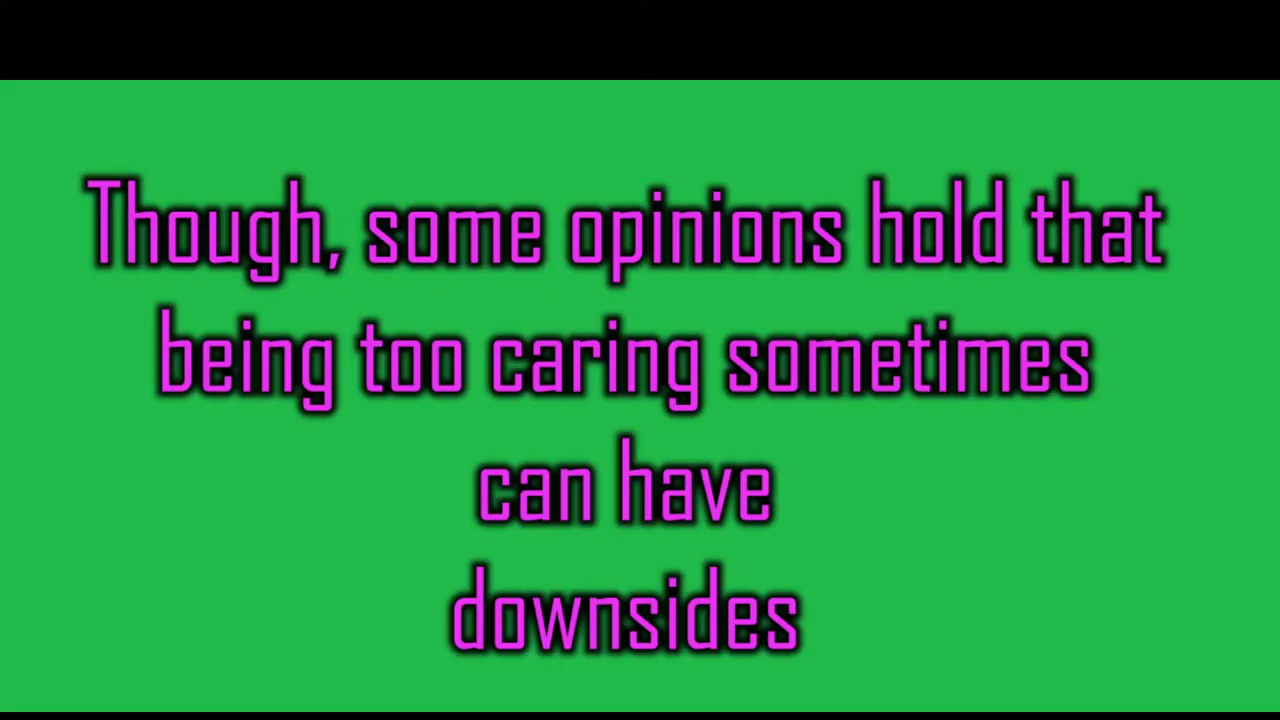 Though, some opinions hold that
being too caring sometimes
can have
downsides